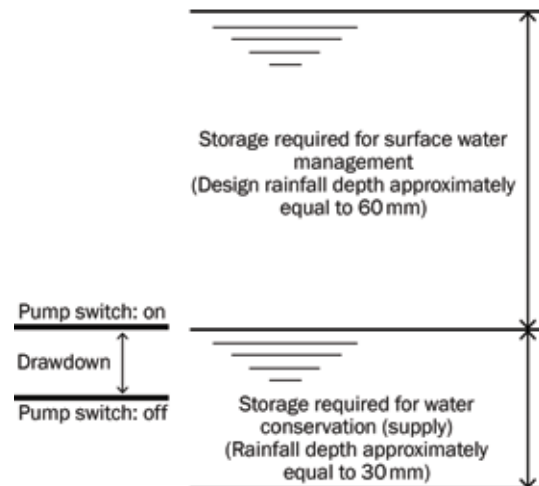 Storage required for surface water
management
(Design rainfall depth approximately
equal to 60 mm)
Pump switch: on
Drawdown
Pump switch: off
Storage required for water
conservation (supply)
(Rainfall depth approximately
equal to 30 mm)